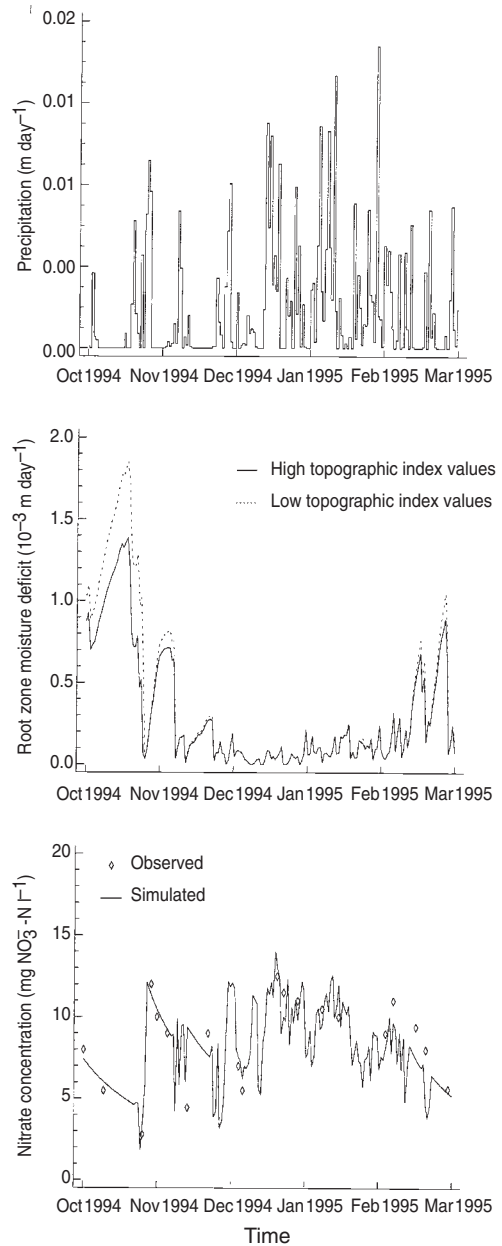 Precipitation (m day−1)
0.02
0.01
0.00
0.00
Oct 1994 Nov 1994 Dec 1994 Jan 1995 Feb 1995 Mar 1995
Root zone moisture deficit (10−3 m day−1)
2.0
1.5
1.0
0.5
0.0
High topographic index values
Low topographic index values
Oct 1994 Nov 1994 Dec 1994 Jan 1995 Feb 1995 Mar 1995
Nitrate concentration (mg NO3− -N l−1)
20
15
10
5
0
Observed
Simulated
Oct 1994 Nov 1994 Dec 1994 Jan 1995 Feb 1995 Mar 1995
Time